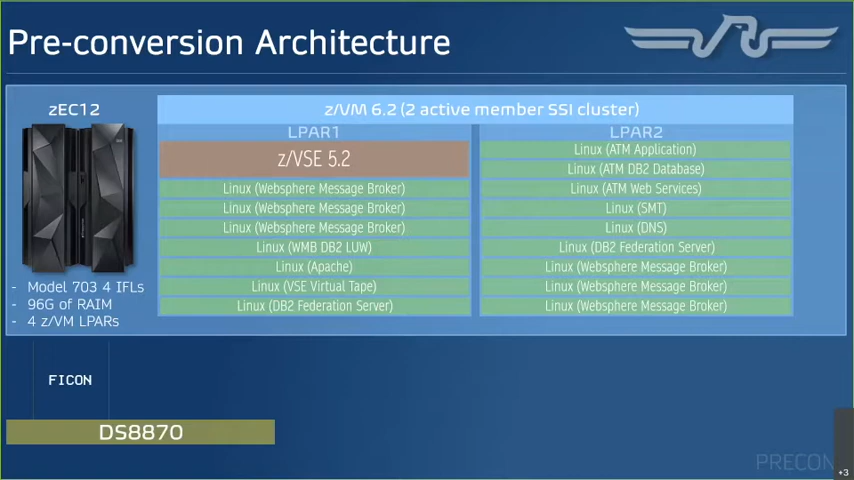 Pre-conversion Architecture
zEC12
z/VM 6.2 (2 active member SSI cluster)
LPAR1
z/VSE 5.2
Linux (Websphere Message Broker)
Linux (Websphere Message Broker)
Linux (Websphere Message Broker)
Linux (WMB DB2 LUW)
Linux (Apache)
Linux (VSE Virtual Tape)
Linux (DB2 Federation Server)
LPAR2
Linux (ATM Application)
Linux (ATM DB2 Database)
Linux (ATM Web Services)
Linux (SMT)
Linux (DNS)
Linux (DB2 Federation Server)
Linux (Websphere Message Broker)
Linux (Websphere Message Broker)
Linux (Websphere Message Broker)
- Model 703 4 IFLs
- 96G of RAIM
- 4 z/VM LPARs
FICON
DS8870
PRECON
+3